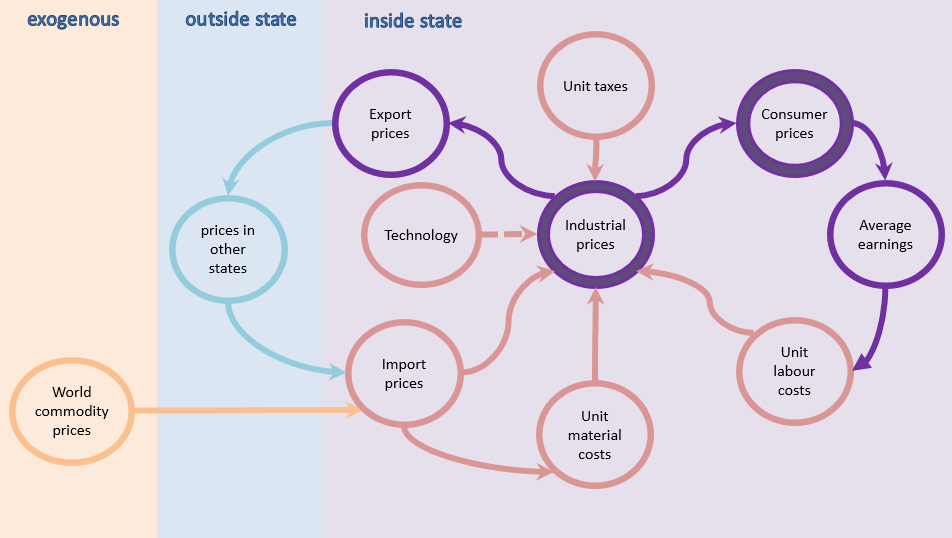 exogenous
outside state
inside state
Unit taxes
Export
prices
Consumer
prices
Technology
Industrial
prices
Average
earnings
prices in
other
states
Import
prices
Unit
labour
costs
World
commodity
prices
Unit
material
costs